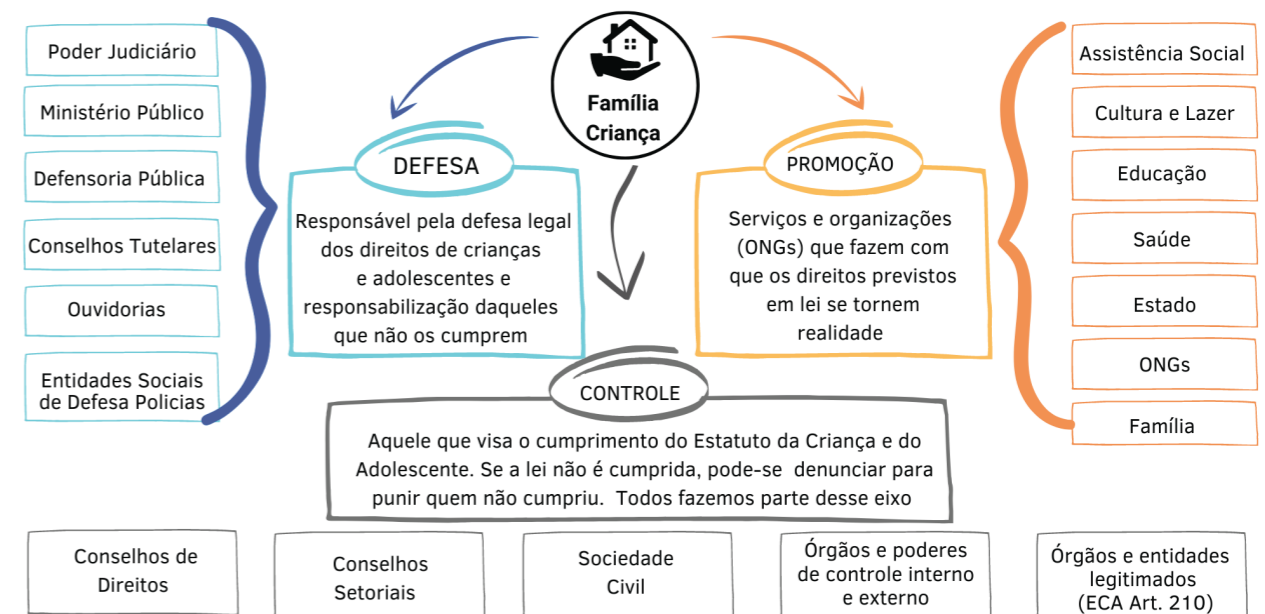 Família
Criança
Poder Judiciário
Ministério Público
Defensoria Pública
Conselhos Tutelares
Ouvidorias
Entidades Sociais
de Defesa Policias
DEFESA
Responsável pela defesa legal
dos direitos de crianças
e adolescentes e
responsabilização daqueles
que não os cumprem
PROMOÇÃO
Serviços e organizações
(ONGs) que fazem com
que os direitos previstos
em lei se tornem
realidade
Assistência Social
Cultura e Lazer
Educação
Saúde
Estado
ONGs
Família
CONTROLE
Aquele que visa o cumprimento do Estatuto da Criança e do
Adolescente. Se a lei não é cumprida, pode-se denunciar para
punir quem não cumpriu. Todos fazemos parte desse eixo
Conselhos de
Direitos
Conselhos
Setoriais
Sociedade
Civil
Órgãos e poderes
de controle interno
e externo
Órgãos e entidades
legitimados
(ECA Art. 210)